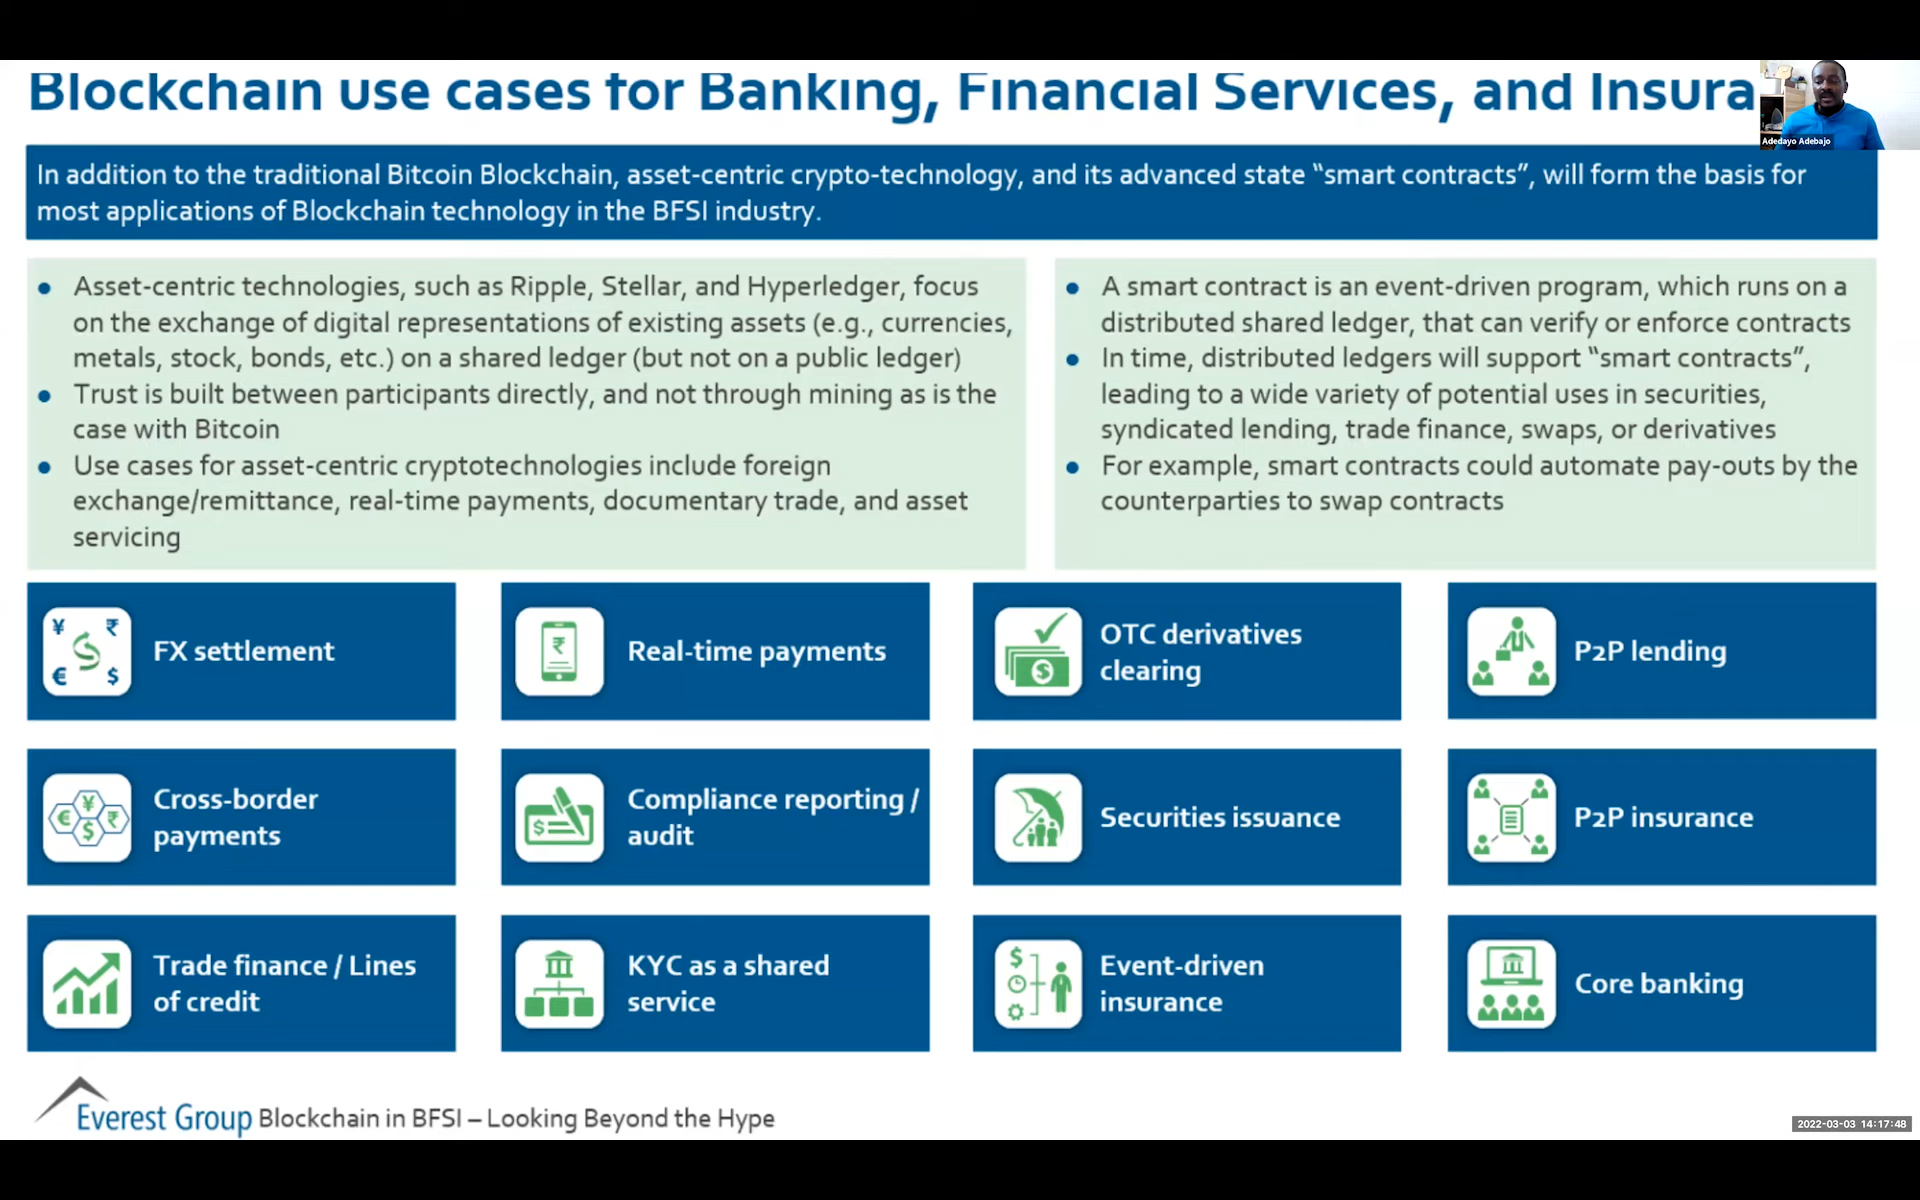 Blockchain use cases for Banking, Financial Services, and Insura
Adedayo Adebajo
In addition to the traditional Bitcoin Blockchain, asset-centric crypto-technology, and its advanced state “smart contracts”, will form the basis for
most applications of Blockchain technology in the BFSI industry.
• Asset-centric technologies, such as Ripple, Stellar, and Hyperledger, focus
on the exchange of digital representations of existing assets (e.g., currencies,
metals, stock, bonds, etc.) on a shared ledger (but not on a public ledger)
• Trust is built between participants directly, and not through mining as is the
case with Bitcoin
• Use cases for asset-centric cryptotechnologies include foreign
exchange/remittance, real-time payments, documentary trade, and asset
servicing
• A smart contract is an event-driven program, which runs on a
distributed shared ledger, that can verify or enforce contracts
• In time, distributed ledgers will support “smart contracts”,
leading to a wide variety of potential uses in securities,
syndicated lending, trade finance, swaps, or derivatives
• For example, smart contracts could automate pay-outs by the
counterparties to swap contracts
¥ ₹
€ $
FX settlement
₹
Real-time payments
$
OTC derivatives
clearing
P2P lending
¥
€ ₹
$
Cross-border
payments
$
Compliance reporting /
audit
Securities issuance
P2P insurance
Trade finance / Lines
of credit
KYC as a shared
service
$
Event-driven
insurance
Core banking
Everest Group Blockchain in BFSI – Looking Beyond the Hype
2022-03-03 14:17:48